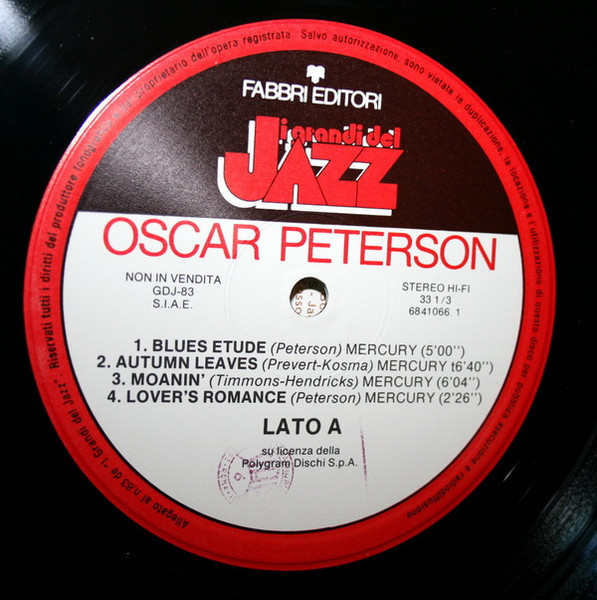 Riservati tutti i diritti del produttore fonografico e del proprietario dell'opera registrata. Salvo autorizzazione, sono vietate la duplicazione, la locazione e l'utilizzazione di questo disco per pubblica esecuzione e radiodiffusione
FABBRI EDITORI
i grandi del
JAZZ
OSCAR PETERSON
NON IN VENDITA
GDJ-83
S.I.A.E.
STEREO HI-FI
33 1/3
6841066.1
1. BLUES ETUDE (Peterson) MERCURY (5'00'')
2. AUTUMN LEAVES (Prevert-Kosma) MERCURY t6'40'')
3. MOANIN' (Timmons-Hendricks) MERCURY (6'04'')
4. LOVER'S ROMANCE (Peterson) MERCURY (2'26'')
LATO A
su licenza della
Polygram Dischi S.p.A.
Allegato al n.83 de "I Grandi del Jazz".